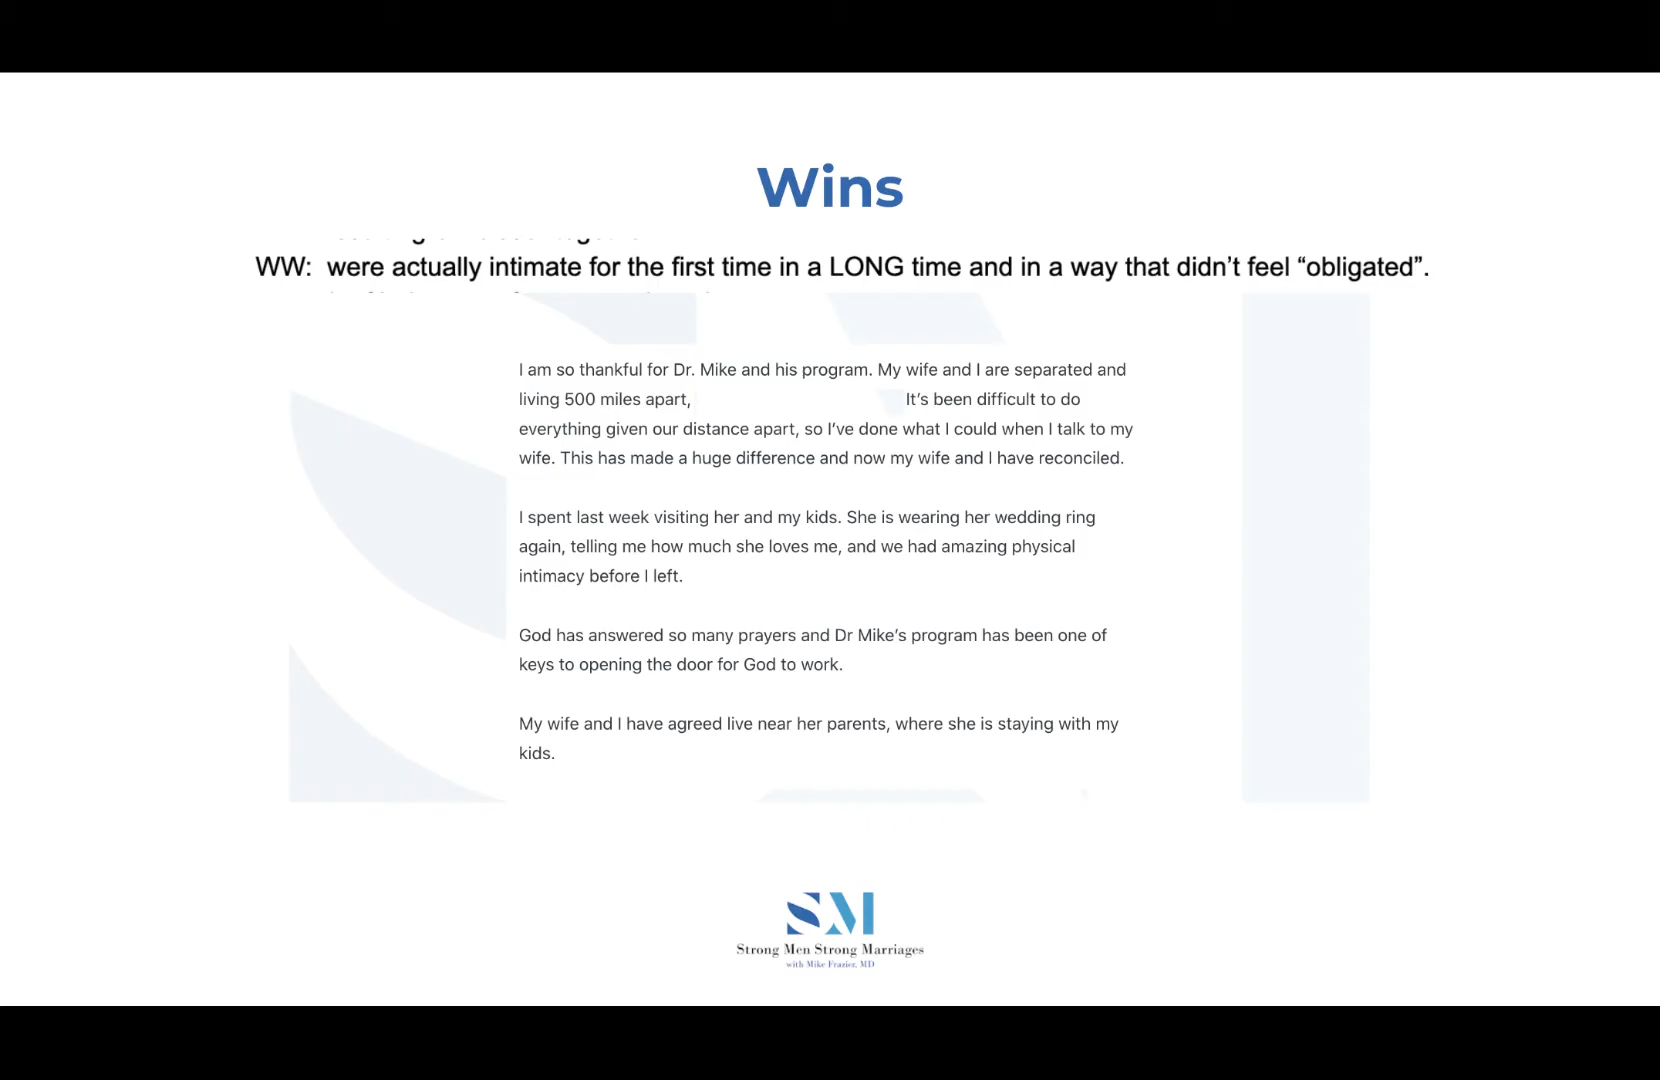 Wins
WW: were actually intimate for the first time in a LONG time and in a way that didn’t feel “obligated”.
I am so thankful for Dr. Mike and his program. My wife and I are separated and
living 500 miles apart, It’s been difficult to do
everything given our distance apart, so I’ve done what I could when I talk to my
wife. This has made a huge difference and now my wife and I have reconciled.
I spent last week visiting her and my kids. She is wearing her wedding ring
again, telling me how much she loves me, and we had amazing physical
intimacy before I left.
God has answered so many prayers and Dr Mike’s program has been one of
keys to opening the door for God to work.
My wife and I have agreed live near her parents, where she is staying with my
kids.
SM
Strong Men Strong Marriages
with Mike Frazier, MD